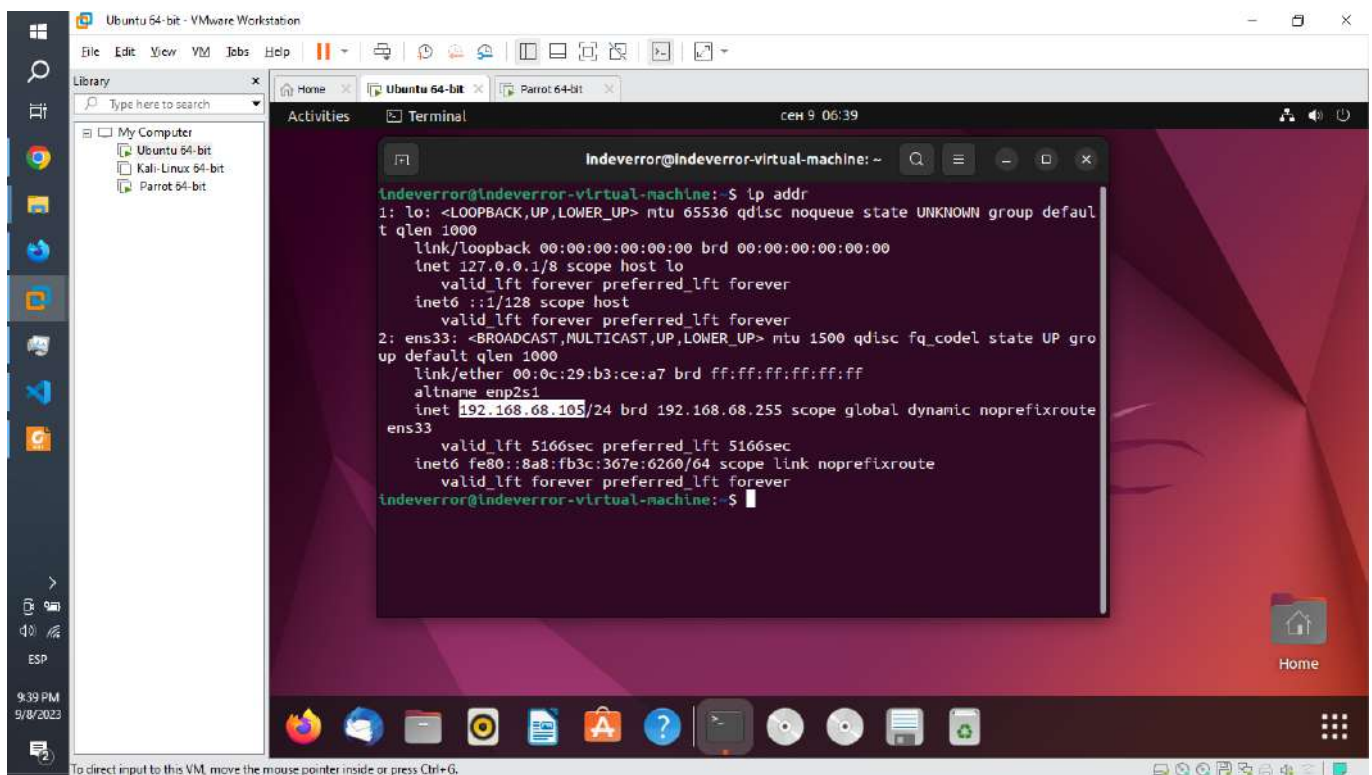 Ubuntu 64-bit - VMware Workstation
File Edit View VM Tabs Help
Library
Type here to search
My Computer
Ubuntu 64-bit
Kali-Linux 64-bit
Parrot 64-bit
Home
Ubuntu 64-bit
Parrot 64-bit
Activities
Terminal
сен 9 06:39
indeverror@indeverror-virtual-machine: ~
indeverror@indeverror-virtual-machine:~$ ip addr
1: lo: <LOOPBACK,UP,LOWER_UP> mtu 65536 qdisc noqueue state UNKNOWN group defaul
t qlen 1000
link/loopback 00:00:00:00:00:00 brd 00:00:00:00:00:00
inet 127.0.0.1/8 scope host lo
valid_lft forever preferred_lft forever
inet6 ::1/128 scope host
valid_lft forever preferred_lft forever
2: ens33: <BROADCAST,MULTICAST,UP,LOWER_UP> mtu 1500 qdisc fq_codel state UP gro
up default qlen 1000
link/ether 00:0c:29:b3:ce:a7 brd ff:ff:ff:ff:ff:ff
altname enp2s1
inet 192.168.68.105/24 brd 192.168.68.255 scope global dynamic noprefixroute
ens33
valid_lft 5166sec preferred_lft 5166sec
inet6 fe80::8a8:fb3c:367e:6260/64 scope link noprefixroute
valid_lft forever preferred_lft forever
indeverror@indeverror-virtual-machine:~$
Home
ESP
9:39 PM
9/8/2023
2
To direct input to this VM, move the mouse pointer inside or press Ctrl+G.